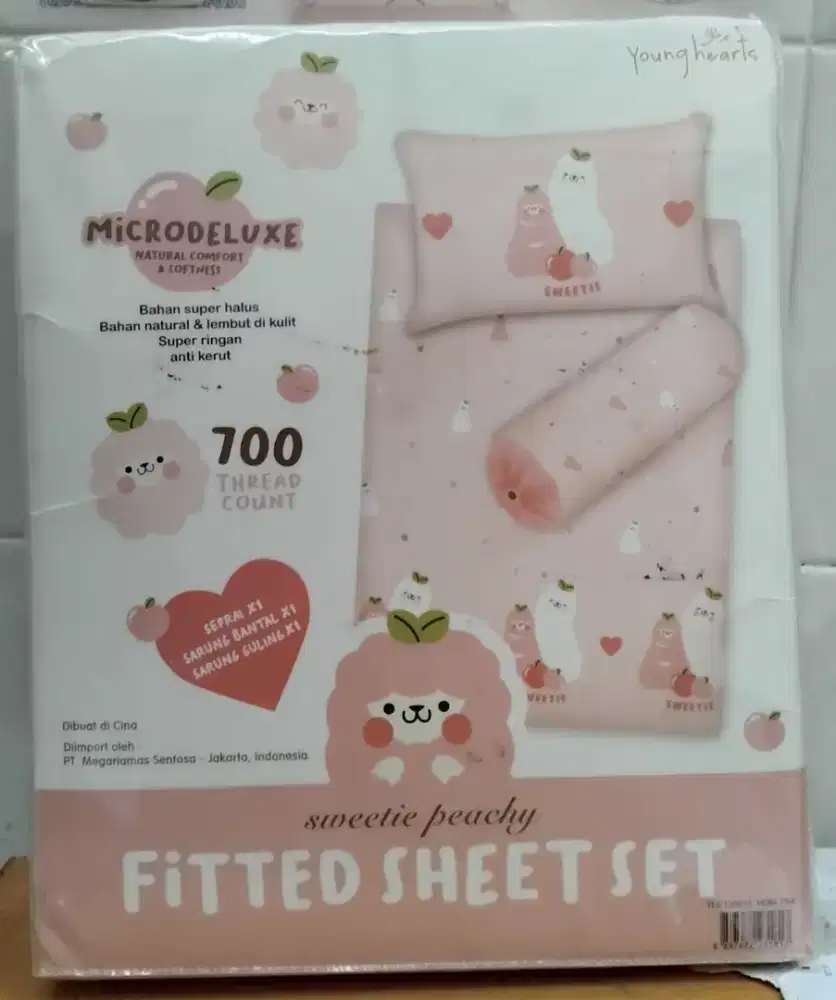 Young hearts
MiCRODELUXE
NATURAL COMFORT
& SOFTNESS
Bahan super halus
Bahan natural & lembut di kulit
Super ringan
anti kerut
700
THREAD
COUNT
SEPRAI X1
SARUNG BANTAL X1
SARUNG GULING X1
SWEETIE
SWEETIE
SWEETIE
Dibuat di Cina
Diimport oleh
PT Megariamas Sentosa - Jakarta, Indonesia
sweetie peachy
FiTTED SHEET SET